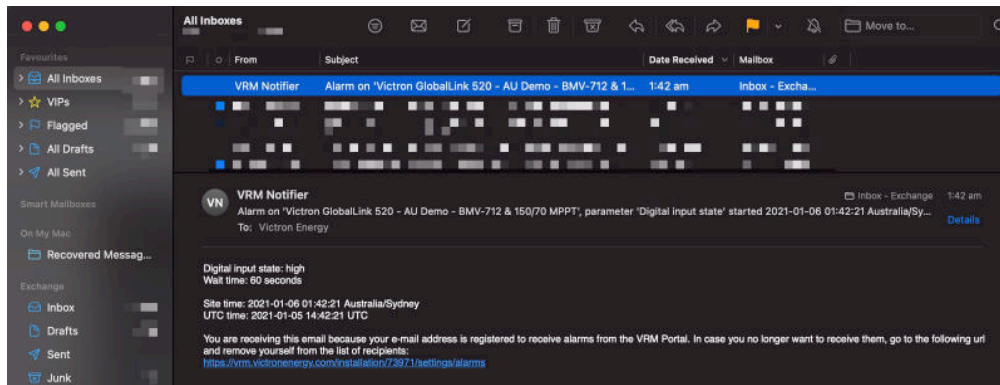 All Inboxes
Move to...
Favourites
All Inboxes
VIPs
Flagged
All Drafts
All Sent
Smart Mailboxes
On My Mac
Recovered Messag...
Exchange
Inbox
Drafts
Sent
Junk
From Subject Date Received Mailbox
VRM Notifier Alarm on 'Victron GlobalLink 520 - AU Demo - BMV-712 & 1... 1:42 am Inbox - Excha...
VN
VRM Notifier Inbox - Exchange 1:42 am
Alarm on 'Victron GlobalLink 520 - AU Demo - BMV-712 & 150/70 MPPT', parameter 'Digital input state' started 2021-01-06 01:42:21 Australia/Sy...
Details
To: Victron Energy
Digital input state: high
Wait time: 60 seconds
Site time: 2021-01-06 01:42:21 Australia/Sydney
UTC time: 2021-01-05 14:42:21 UTC
You are receiving this email because your e-mail address is registered to receive alarms from the VRM Portal. In case you no longer want to receive them, go to the following url
and remove yourself from the list of recipients:
https://vrm.victronenergy.com/installation/73971/settings/alarms